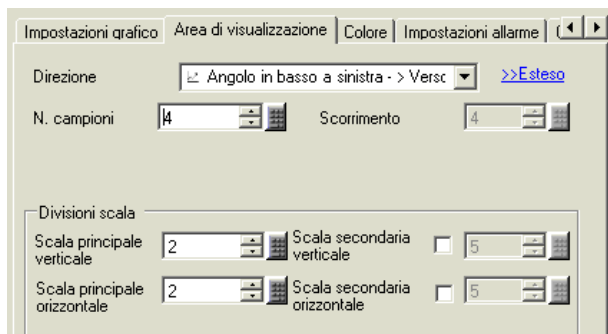 Impostazioni grafico Area di visualizzazione Colore Impostazioni allarme
Direzione Angolo in basso a sinistra - > Versc >>Esteso
N. campioni 4 Scorrimento 4
Divisioni scala
Scala principale verticale 2 Scala secondaria verticale 5
Scala principale orizzontale 2 Scala secondaria orizzontale 5